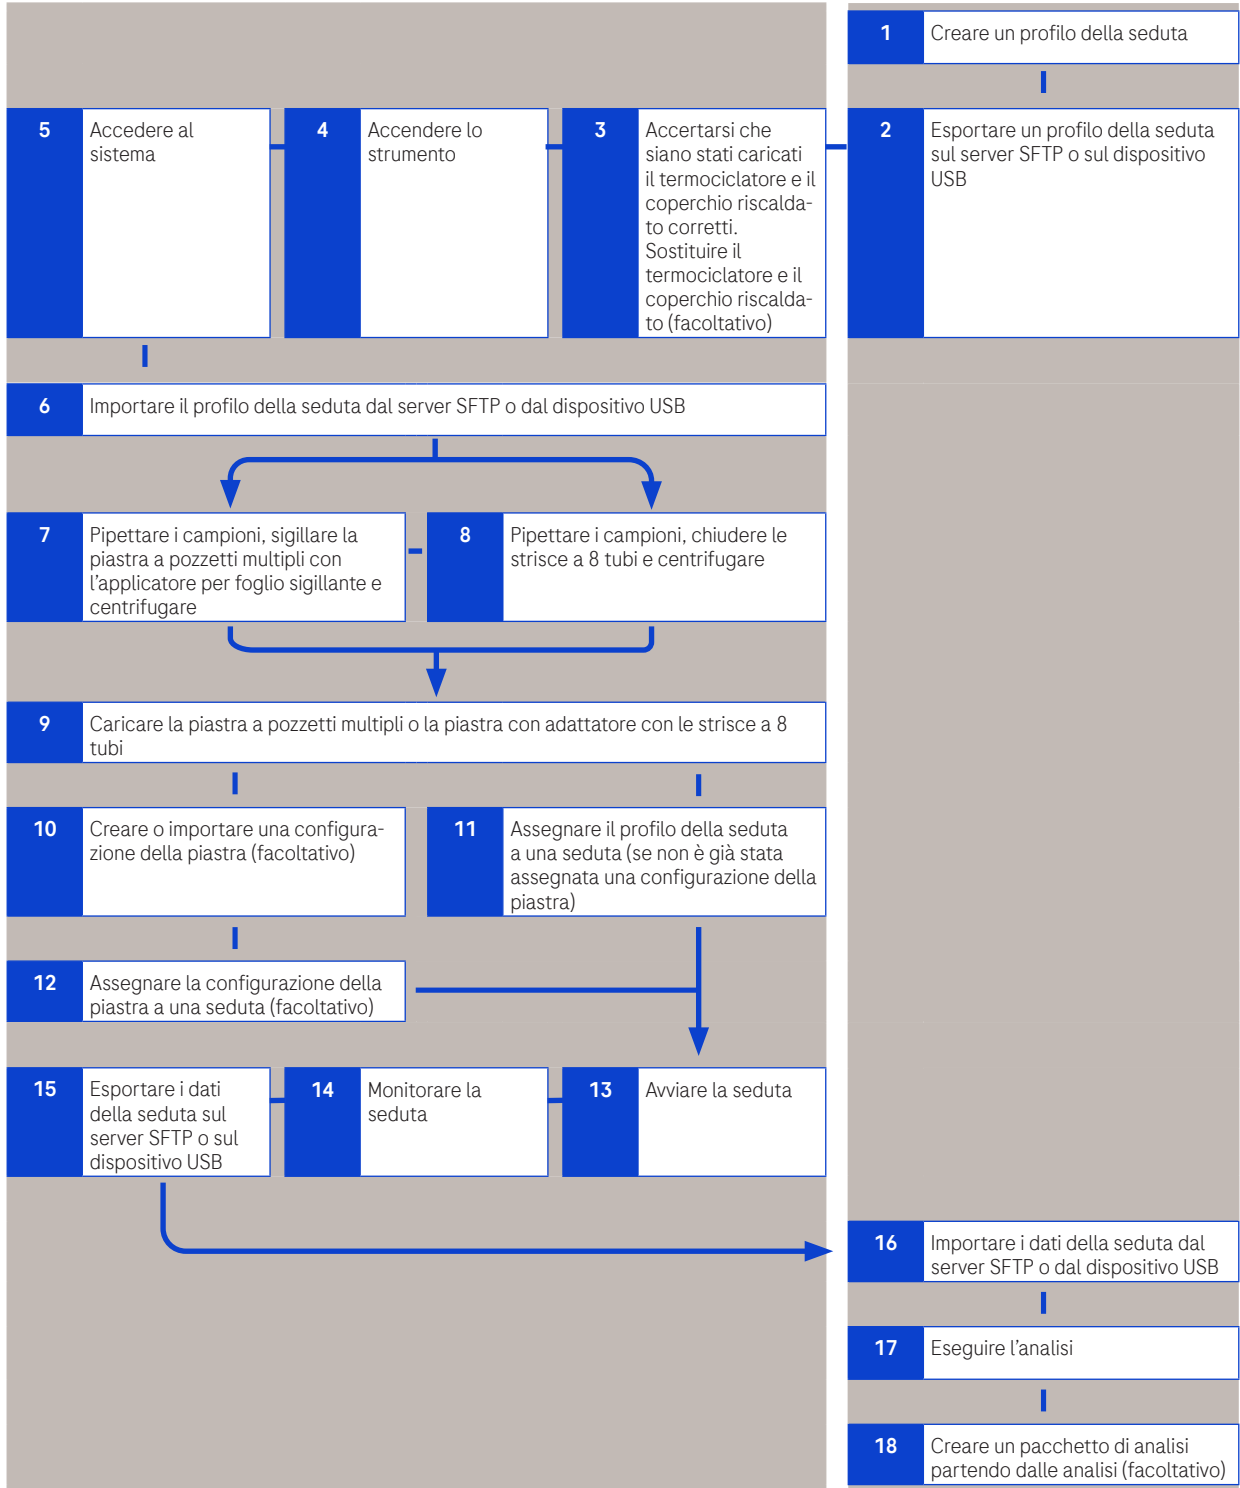 1
Creare un profilo della seduta
2
Esportare un profilo della seduta
sul server SFTP o sul dispositivo
USB
3
Accertarsi che
siano stati caricati
il termociclatore e il
coperchio riscalda-
to corretti.
Sostituire il
termociclatore e il
coperchio riscalda-
to (facoltativo)
4
Accendere lo
strumento
5
Accedere al
sistema
6
Importare il profilo della seduta dal server SFTP o dal dispositivo USB
7
Pipettare i campioni, sigillare la
piastra a pozzetti multipli con
l’applicatore per foglio sigillante e
centrifugare
8
Pipettare i campioni, chiudere le
strisce a 8 tubi e centrifugare
9
Caricare la piastra a pozzetti multipli o la piastra con adattatore con le strisce a 8
tubi
10
Creare o importare una configura-
zione della piastra (facoltativo)
11
Assegnare il profilo della seduta
a una seduta (se non è già stata
assegnata una configurazione della
piastra)
12
Assegnare la configurazione della
piastra a una seduta (facoltativo)
13
Avviare la seduta
14
Monitorare la
seduta
15
Esportare i dati
della seduta sul
server SFTP o sul
dispositivo USB
16
Importare i dati della seduta dal
server SFTP o dal dispositivo USB
17
Eseguire l’analisi
18
Creare un pacchetto di analisi
partendo dalle analisi (facoltativo)